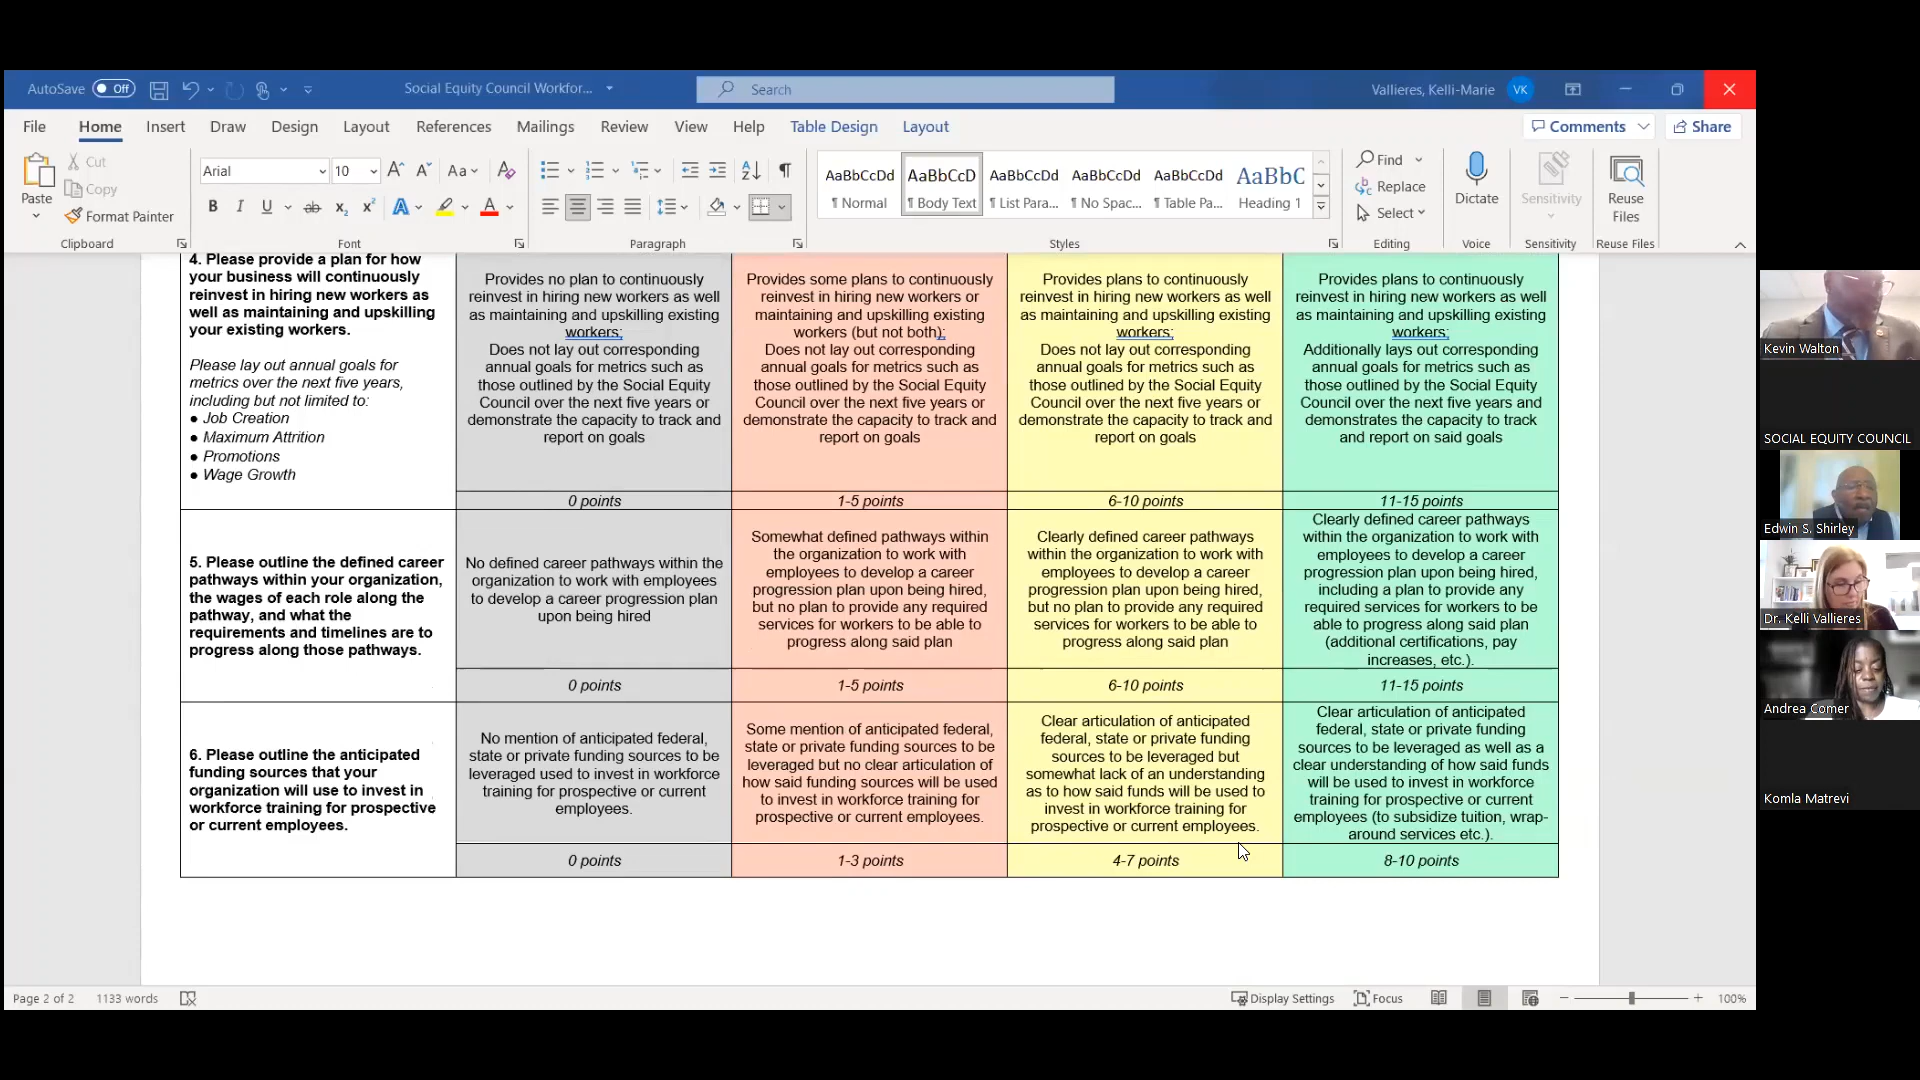 AutoSave Off
Social Equity Council Workfor...
Search
Vallieres, Kelli-Marie VK
File Home Insert Draw Design Layout References Mailings Review View Help Table Design Layout
Comments Share
Paste
Cut
Copy
Format Painter
Clipboard
Arial 10
Font
Paragraph
AaBbCcDd AaBbCcD AaBbCcDd AaBbCcDd AaBbCcDd AaBbC
¶ Normal ¶ Body Text ¶ List Para... ¶ No Spac... ¶ Table Pa... Heading 1
Styles
Find
Replace
Select
Editing
Dictate
Voice
Sensitivity
Sensitivity
Reuse
Files
Reuse Files
4. Please provide a plan for how
your business will continuously
reinvest in hiring new workers as
well as maintaining and upskilling
your existing workers.
Please lay out annual goals for
metrics over the next five years,
including but not limited to:
● Job Creation
● Maximum Attrition
● Promotions
● Wage Growth
Provides no plan to continuously
reinvest in hiring new workers as well
as maintaining and upskilling existing
workers;
Does not lay out corresponding
annual goals for metrics such as
those outlined by the Social Equity
Council over the next five years or
demonstrate the capacity to track and
report on goals
Provides some plans to continuously
reinvest in hiring new workers or
maintaining and upskilling existing
workers (but not both);
Does not lay out corresponding
annual goals for metrics such as
those outlined by the Social Equity
Council over the next five years or
demonstrate the capacity to track and
report on goals
Provides plans to continuously
reinvest in hiring new workers as well
as maintaining and upskilling existing
workers;
Does not lay out corresponding
annual goals for metrics such as
those outlined by the Social Equity
Council over the next five years or
demonstrate the capacity to track and
report on goals
Provides plans to continuously
reinvest in hiring new workers as well
as maintaining and upskilling existing
workers;
Additionally lays out corresponding
annual goals for metrics such as
those outlined by the Social Equity
Council over the next five years and
demonstrates the capacity to track
and report on said goals
0 points
1-5 points
6-10 points
11-15 points
5. Please outline the defined career
pathways within your organization,
the wages of each role along the
pathway, and what the
requirements and timelines are to
progress along those pathways.
No defined career pathways within the
organization to work with employees
to develop a career progression plan
upon being hired
Somewhat defined pathways within
the organization to work with
employees to develop a career
progression plan upon being hired,
but no plan to provide any required
services for workers to be able to
progress along said plan
Clearly defined career pathways
within the organization to work with
employees to develop a career
progression plan upon being hired,
but no plan to provide any required
services for workers to be able to
progress along said plan
Clearly defined career pathways
within the organization to work with
employees to develop a career
progression plan upon being hired,
including a plan to provide any
required services for workers to be
able to progress along said plan
(additional certifications, pay
increases, etc.).
0 points
1-5 points
6-10 points
11-15 points
6. Please outline the anticipated
funding sources that your
organization will use to invest in
workforce training for prospective
or current employees.
No mention of anticipated federal,
state or private funding sources to be
leveraged used to invest in workforce
training for prospective or current
employees.
Some mention of anticipated federal,
state or private funding sources to be
leveraged but no clear articulation of
how said funding sources will be used
to invest in workforce training for
prospective or current employees.
Clear articulation of anticipated
federal, state or private funding
sources to be leveraged but
somewhat lack of an understanding
as to how said funds will be used to
invest in workforce training for
prospective or current employees.
Clear articulation of anticipated
federal, state or private funding
sources to be leveraged as well as a
clear understanding of how said funds
will be used to invest in workforce
training for prospective or current
employees (to subsidize tuition, wrap-
around services etc.).
0 points
1-3 points
4-7 points
8-10 points
Page 2 of 2 1133 words
Display Settings Focus 100%
Kevin Walton
SOCIAL EQUITY COUNCIL
Edwin S. Shirley
Dr. Kelli Vallieres
Andrea Comer
Komla Matrevi